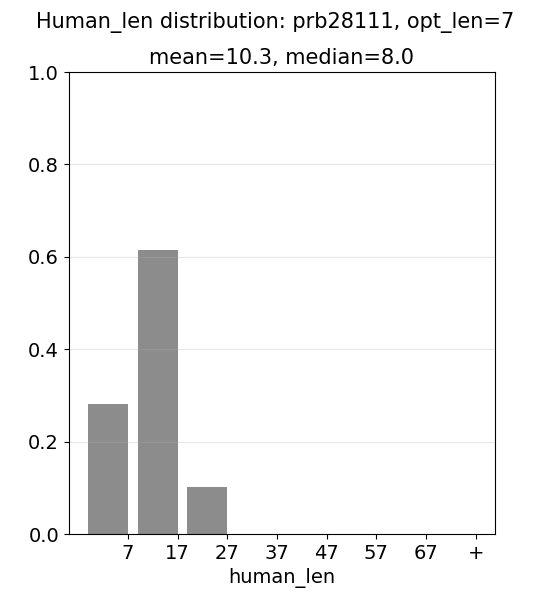 Human_len distribution: prb28111, opt_len=7
mean=10.3, median=8.0
1.0
0.8
0.6
0.4
0.2
0.0
7 17 27 37 47 57 67 +
human_len